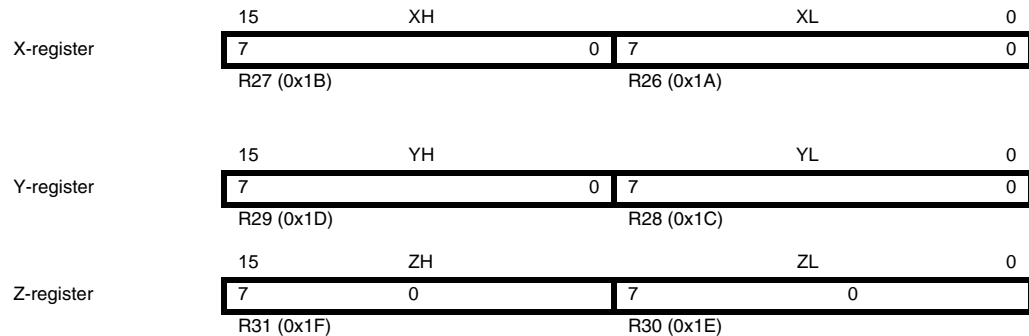 15 XH XL 0
X-register 7 0 7 0
R27 (0x1B) R26 (0x1A)
15 YH YL 0
Y-register 7 0 7 0
R29 (0x1D) R28 (0x1C)
15 ZH ZL 0
Z-register 7 0 7 0
R31 (0x1F) R30 (0x1E)